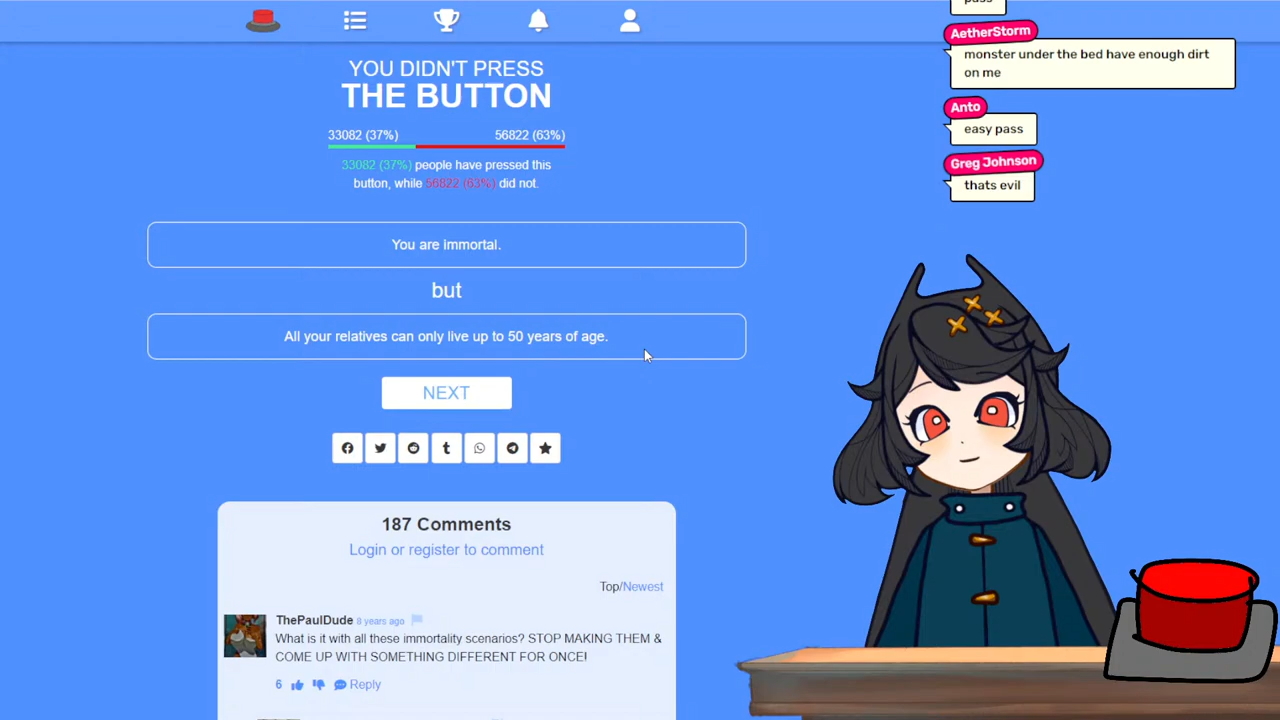 YOU DIDN'T PRESS
THE BUTTON
33082 (37%) 56822 (63%)
33082 (37%) people have pressed this
button, while 56822 (63%) did not.
You are immortal.
but
All your relatives can only live up to 50 years of age.
NEXT
187 Comments
Login or register to comment
Top/Newest
ThePaulDude 8 years ago
What is it with all these immortality scenarios? STOP MAKING THEM &
COME UP WITH SOMETHING DIFFERENT FOR ONCE!
6 Reply
pass
AetherStorm
monster under the bed have enough dirt
on me
Anto
easy pass
Greg Johnson
thats evil